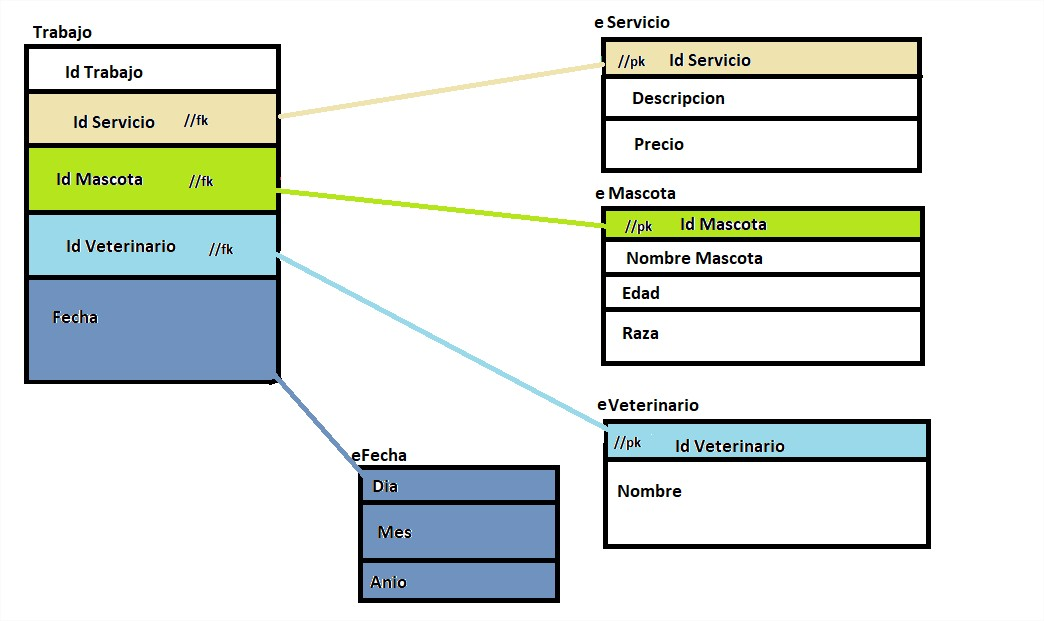 Trabajo
Id Trabajo
Id Servicio //fk
Id Mascota //fk
Id Veterinario //fk
Fecha
e Servicio
//pk Id Servicio
Descripcion
Precio
e Mascota
//pk Id Mascota
Nombre Mascota
Edad
Raza
eVeterinario
//pk Id Veterinario
Nombre
eFecha
Dia
Mes
Anio